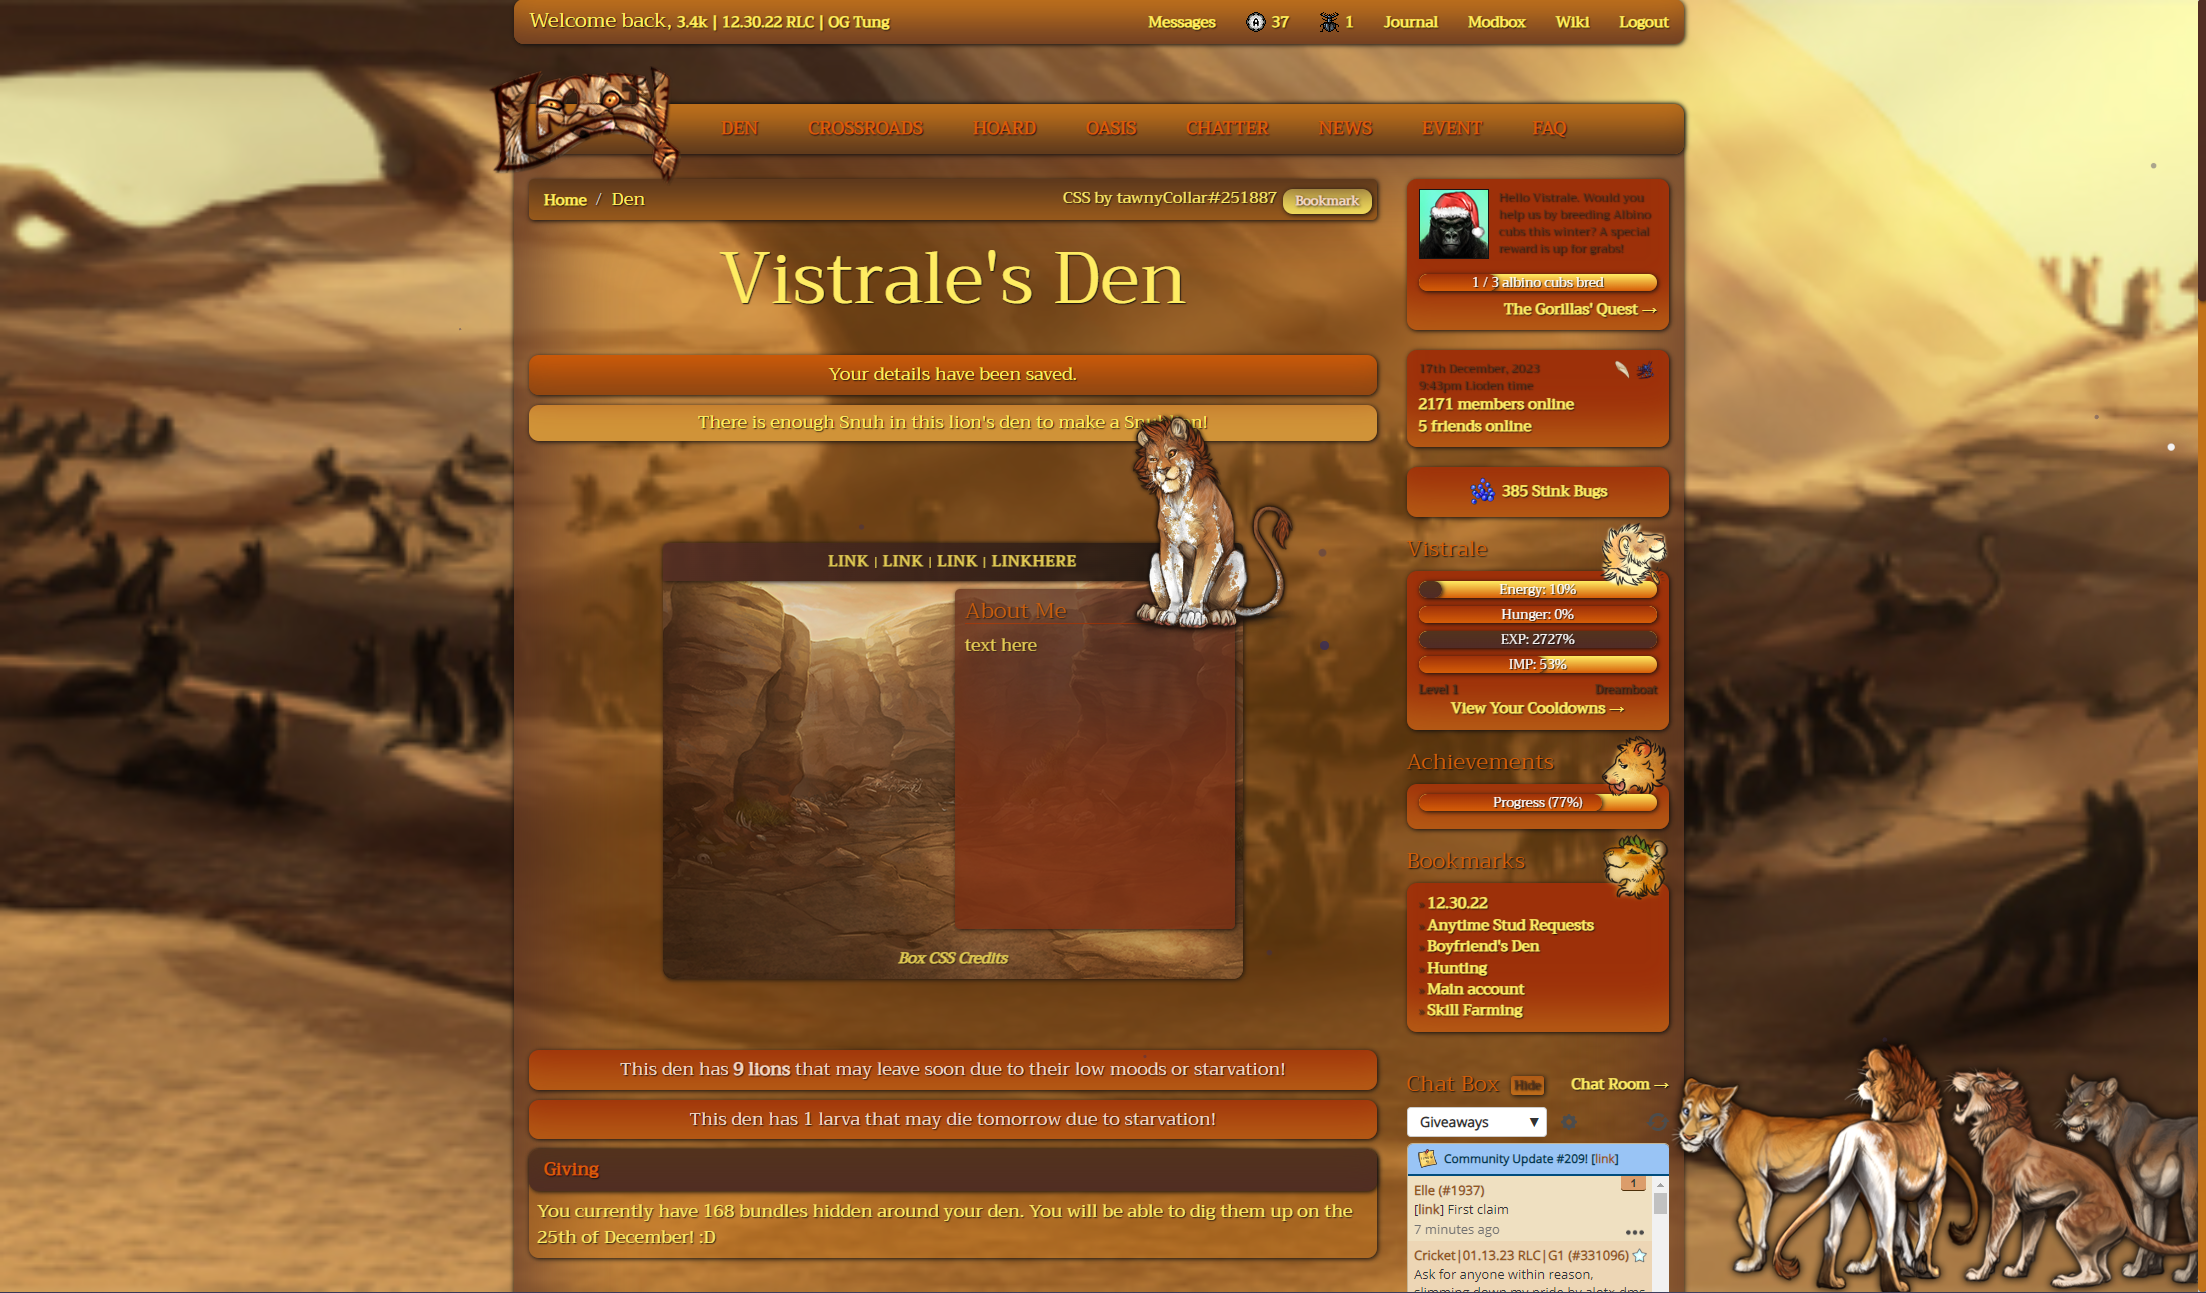 Welcome back, 3.4k | 12.30.22 RLC | OG Tung
Messages 37 1 Journal Modbox Wiki Logout
LIODEN
DEN CROSSROADS HOARD OASIS CHATTER NEWS EVENT FAQ
Home / Den
CSS by tawnyCollar#251887 Bookmark
Vistrale's Den
Your details have been saved.
There is enough Snuh in this lion's den to make a
LINK | LINK | LINK | LINKHERE
About Me
text here
Box CSS Credits
This den has 9 lions that may leave soon due to their low moods or starvation!
This den has 1 larva that may die tomorrow due to starvation!
Giving
You currently have 168 bundles hidden around your den. You will be able to dig them up on the
25th of December! :D
Hello Vistrale. Would you
help us by breeding Albino
cubs this winter? A special
reward is up for grabs!
1 / 3 albino cubs bred
The Gorillas' Quest →
17th December, 2023
9:43pm Lioden time
2171 members online
5 friends online
385 Stink Bugs
Vistrale
Energy: 10%
Hunger: 0%
EXP: 2727%
IMP: 53%
Level 1 Dreamboat
View Your Cooldowns →
Achievements
Progress (77%)
Bookmarks
» 12.30.22
» Anytime Stud Requests
» Boyfriend's Den
» Hunting
» Main account
» Skill Farming
Chat Box Hide Chat Room →
Giveaways ▼
Community Update #209! [link]
1
Elle (#1937)
[link] First claim
7 minutes ago •••
Cricket|01.13.23 RLC|G1 (#331096)
Ask for anyone within reason,
slimming down my pride by alotx dms